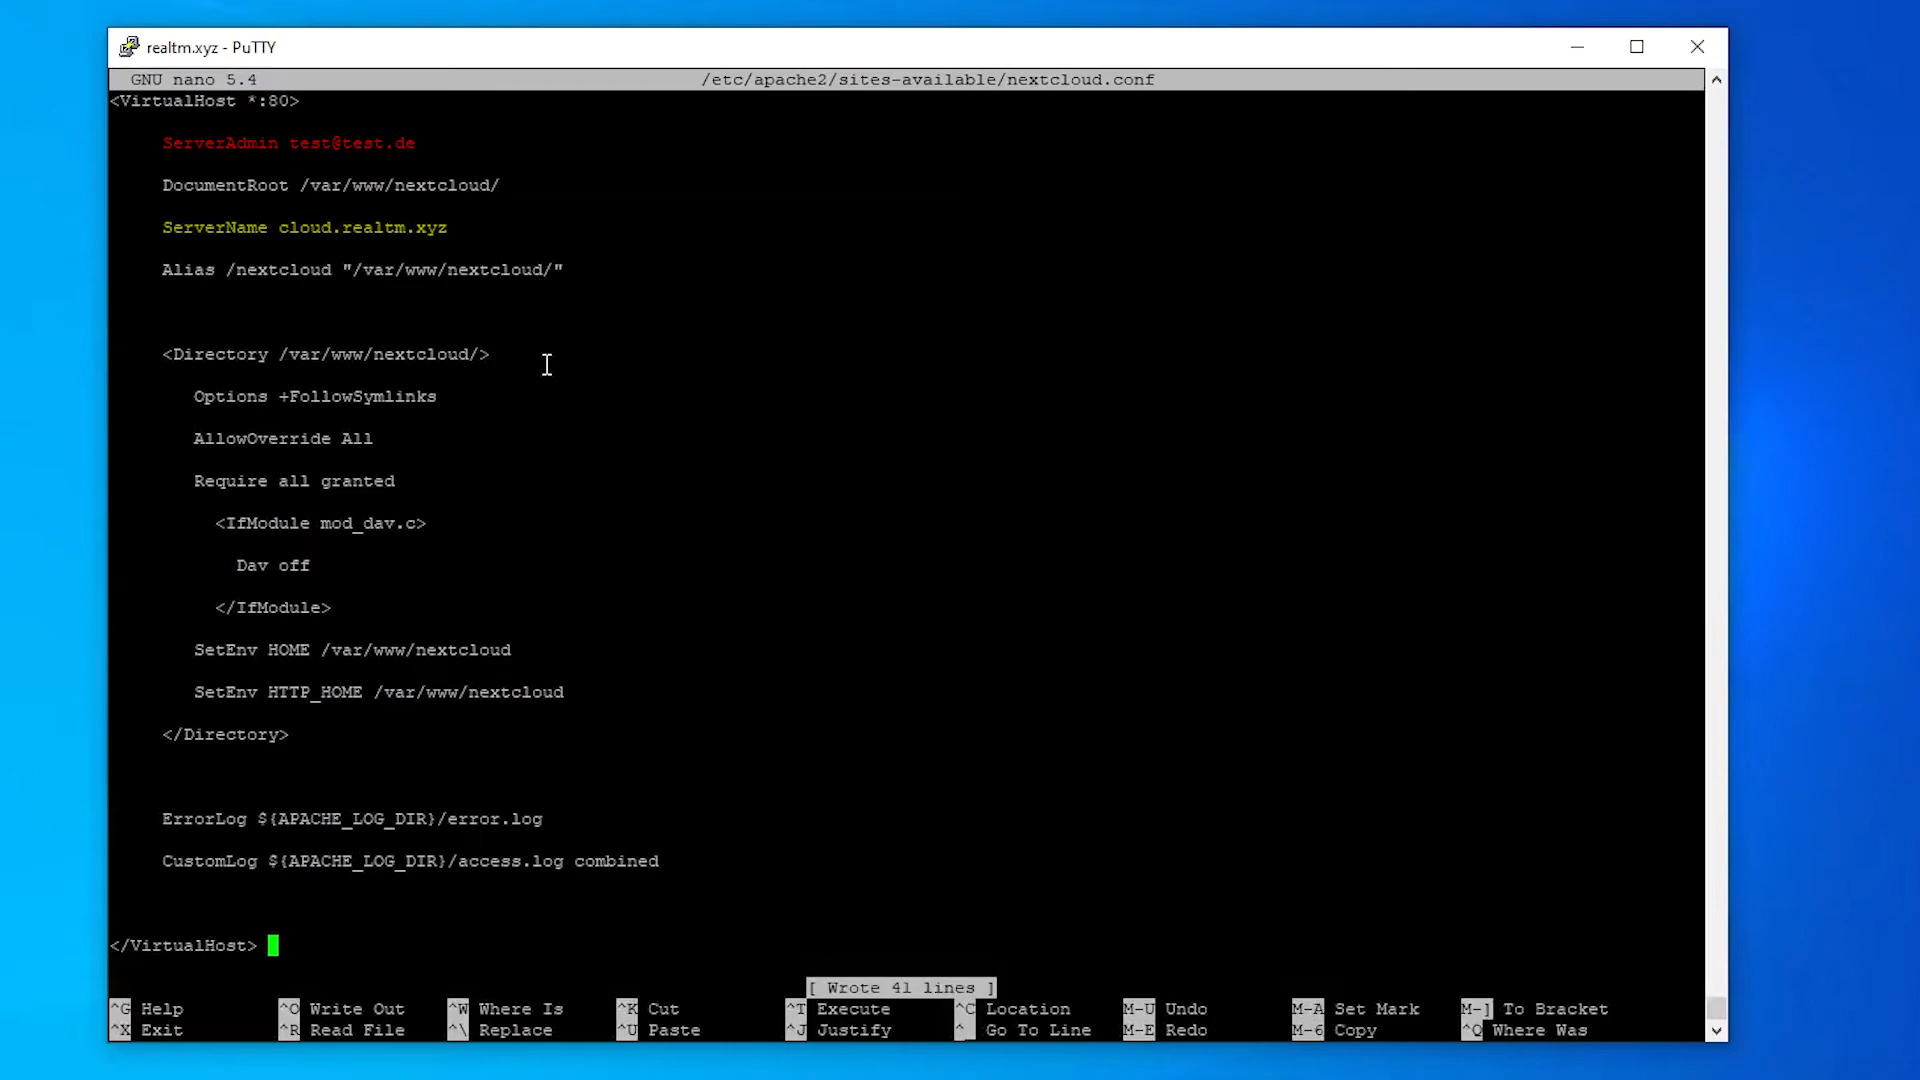 realtm.xyz - PuTTY
GNU nano 5.4 /etc/apache2/sites-available/nextcloud.conf
<VirtualHost *:80>
ServerAdmin test@test.de
DocumentRoot /var/www/nextcloud/
ServerName cloud.realtm.xyz
Alias /nextcloud "/var/www/nextcloud/"
<Directory /var/www/nextcloud/>
Options +FollowSymlinks
AllowOverride All
Require all granted
<IfModule mod_dav.c>
Dav off
</IfModule>
SetEnv HOME /var/www/nextcloud
SetEnv HTTP_HOME /var/www/nextcloud
</Directory>
ErrorLog ${APACHE_LOG_DIR}/error.log
CustomLog ${APACHE_LOG_DIR}/access.log combined
</VirtualHost>
[ Wrote 41 lines ]
^G Help ^O Write Out ^W Where Is ^K Cut ^T Execute ^C Location M-U Undo M-A Set Mark M-] To Bracket
^X Exit ^R Read File ^\ Replace ^U Paste ^J Justify ^_ Go To Line M-E Redo M-6 Copy ^Q Where Was